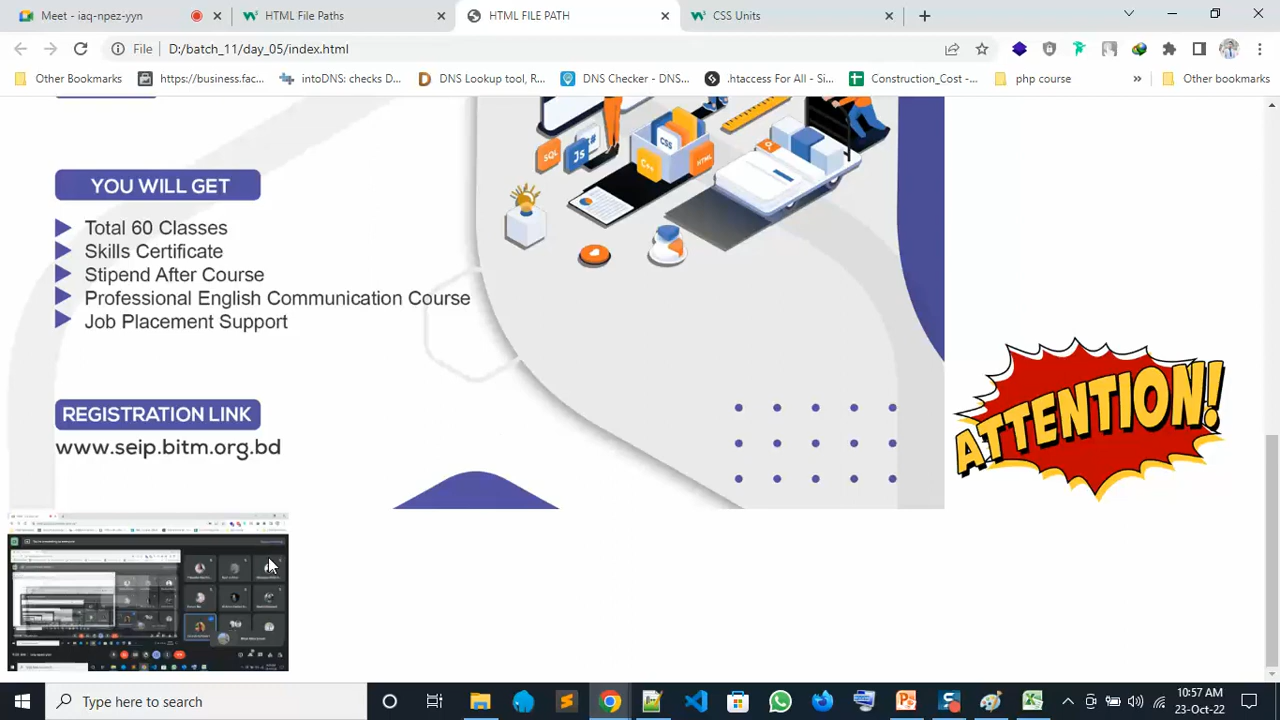 Meet - iaq-npez-yyn
HTML File Paths
HTML FILE PATH
CSS Units
File
D:/batch_11/day_05/index.html
Other Bookmarks
https://business.fac...
intoDNS: checks D...
DNS Lookup tool, R...
DNS Checker - DNS...
.htaccess For All - Si...
Construction_Cost -...
php course
»
Other Bookmarks
SQL
JS
C++
CSS
HTML
YOU WILL GET
Total 60 Classes
Skills Certificate
Stipend After Course
Professional English Communication Course
Job Placement Support
REGISTRATION LINK
www.seip.bitm.org.bd
ATTENTION!
Type here to search
10:57 AM
23-Oct-22